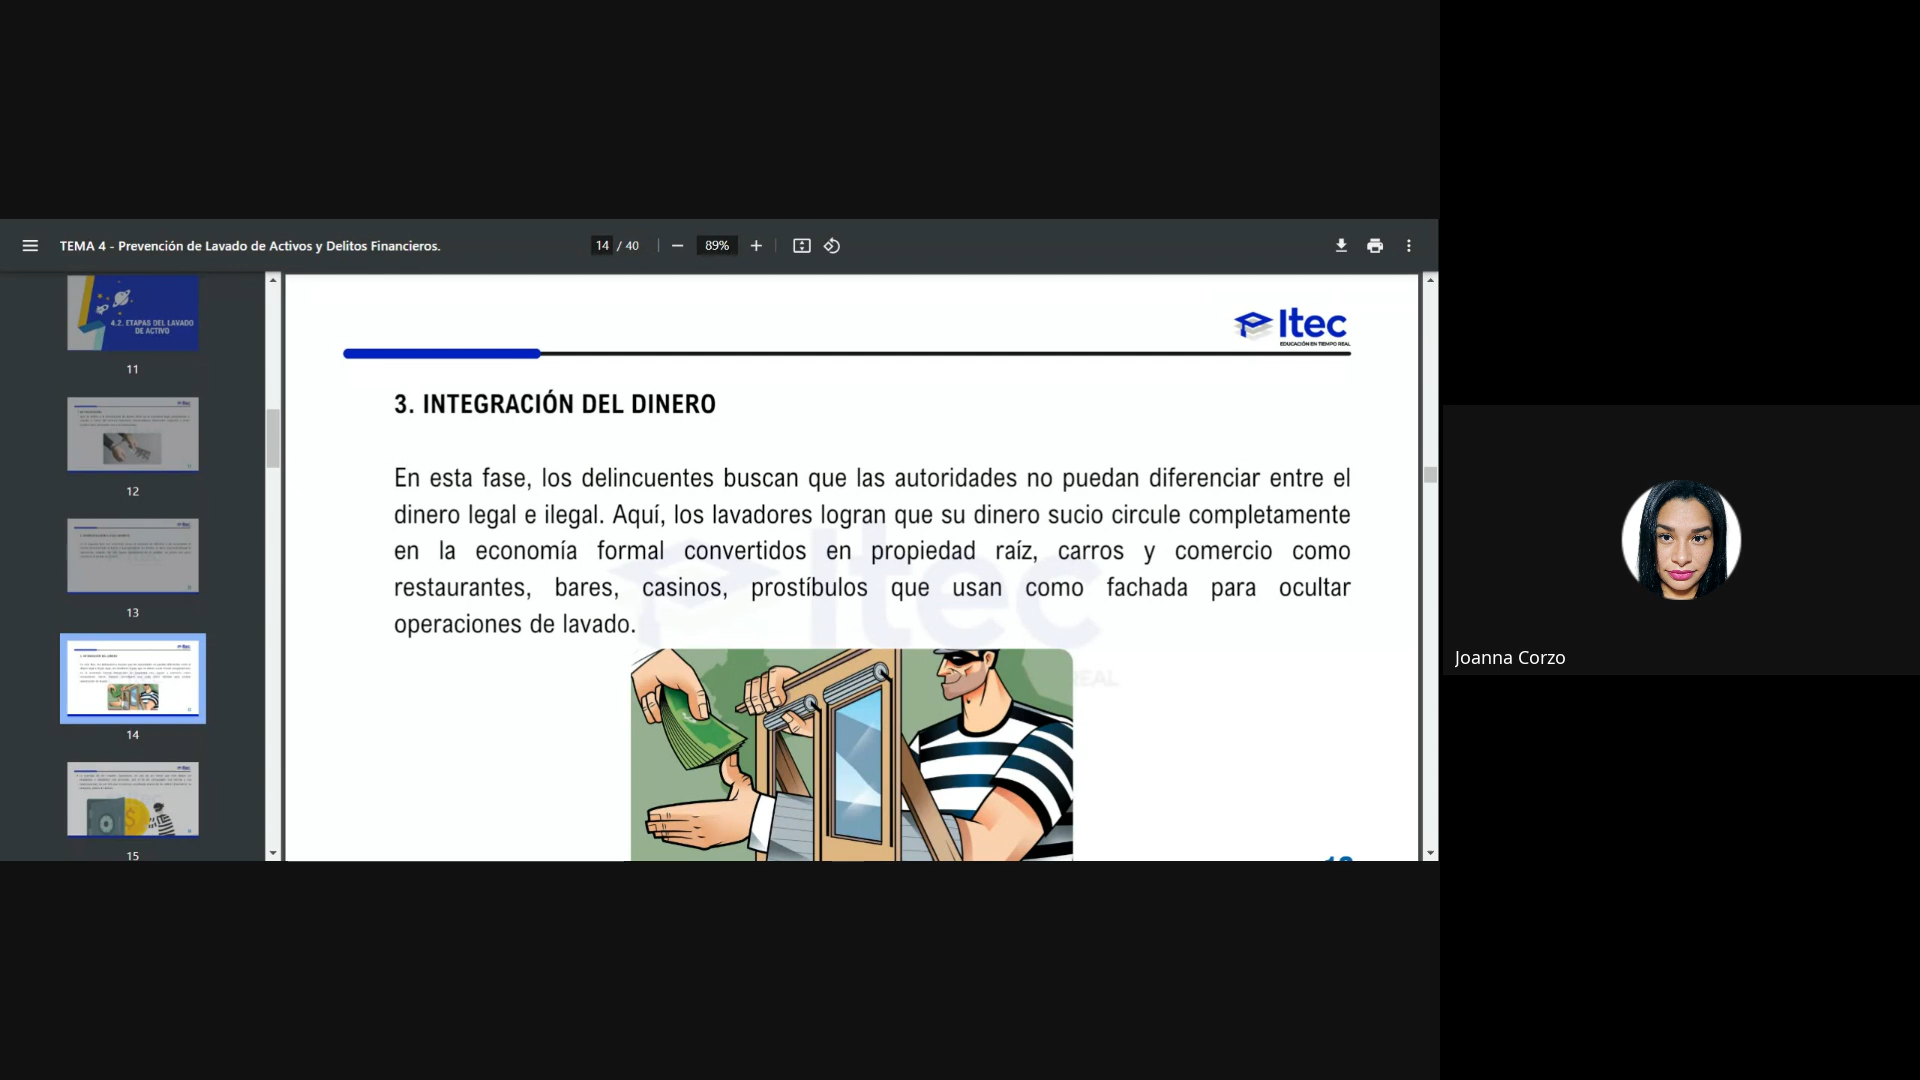 TEMA 4 - Prevención de Lavado de Activos y Delitos Financieros.
14 / 40
89%
4.2. ETAPAS DEL LAVADO
DE ACTIVO
11
12
13
14
15
Itec
EDUCACIÓN EN TIEMPO REAL
3. INTEGRACIÓN DEL DINERO
En esta fase, los delincuentes buscan que las autoridades no puedan diferenciar entre el
dinero legal e ilegal. Aquí, los lavadores logran que su dinero sucio circule completamente
en la economía formal convertidos en propiedad raíz, carros y comercio como
restaurantes, bares, casinos, prostíbulos que usan como fachada para ocultar
operaciones de lavado.
Itec
REAL
Joanna Corzo